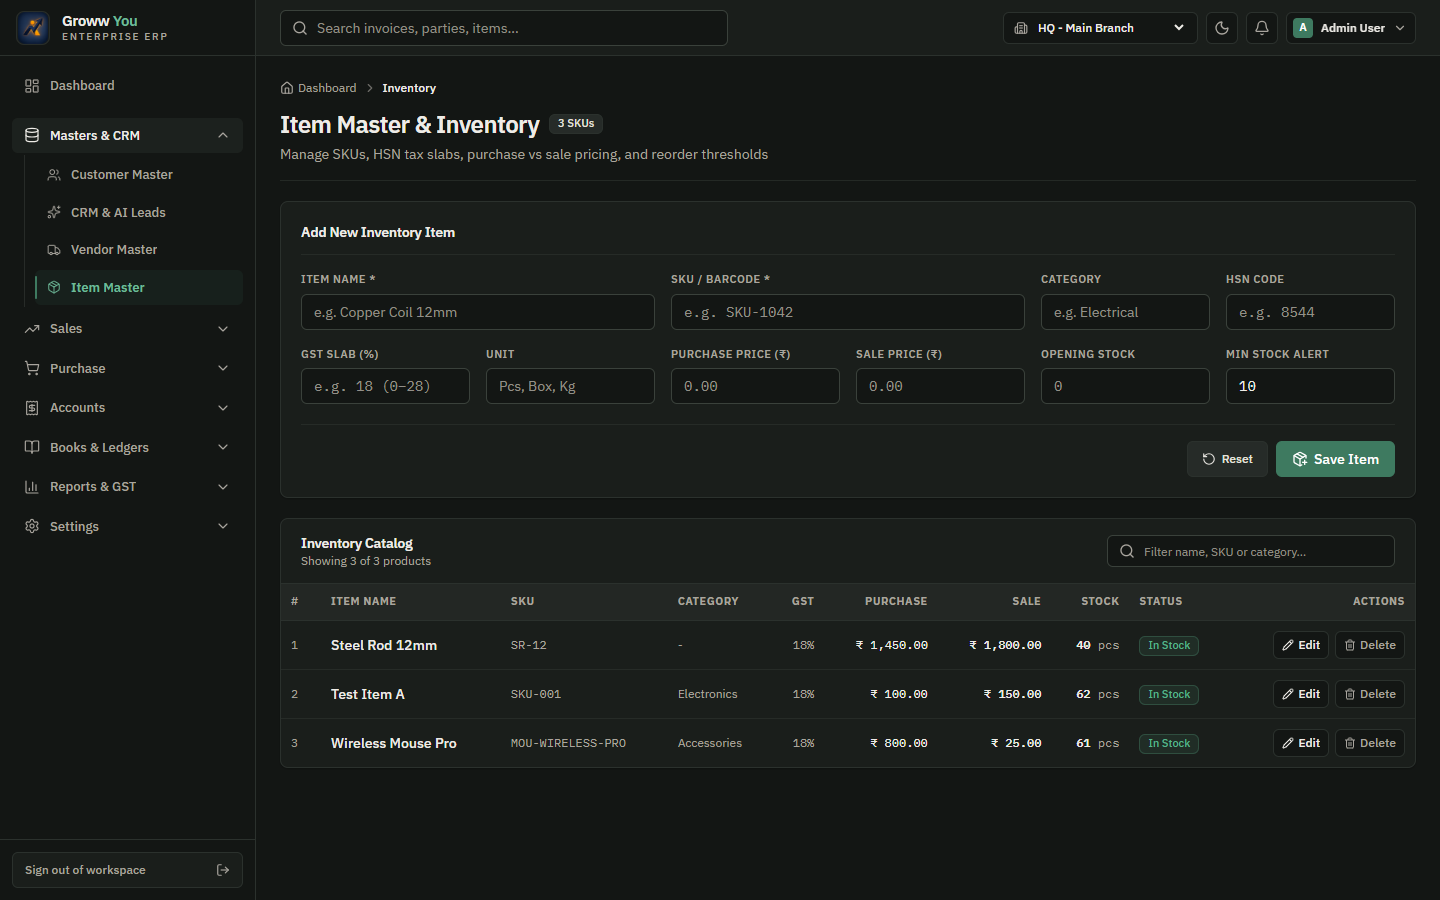 Groww You
ENTERPRISE ERP
Search invoices, parties, items...
HQ - Main Branch
A Admin User
Dashboard
Masters & CRM
Customer Master
CRM & AI Leads
Vendor Master
Item Master
Sales
Purchase
Accounts
Books & Ledgers
Reports & GST
Settings
Sign out of workspace
Dashboard > Inventory
Item Master & Inventory 3 SKUs
Manage SKUs, HSN tax slabs, purchase vs sale pricing, and reorder thresholds
Add New Inventory Item
ITEM NAME * SKU / BARCODE * CATEGORY HSN CODE
e.g. Copper Coil 12mm e.g. SKU-1042 e.g. Electrical e.g. 8544
GST SLAB (%) UNIT PURCHASE PRICE (₹) SALE PRICE (₹) OPENING STOCK MIN STOCK ALERT
e.g. 18 (0–28) Pcs, Box, Kg 0.00 0.00 0 10
Reset Save Item
Inventory Catalog
Showing 3 of 3 products
Filter name, SKU or category...
# ITEM NAME SKU CATEGORY GST PURCHASE SALE STOCK STATUS ACTIONS
1 Steel Rod 12mm SR-12 - 18% ₹ 1,450.00 ₹ 1,800.00 40 pcs In Stock Edit Delete
2 Test Item A SKU-001 Electronics 18% ₹ 100.00 ₹ 150.00 62 pcs In Stock Edit Delete
3 Wireless Mouse Pro MOU-WIRELESS-PRO Accessories 18% ₹ 800.00 ₹ 25.00 61 pcs In Stock Edit Delete